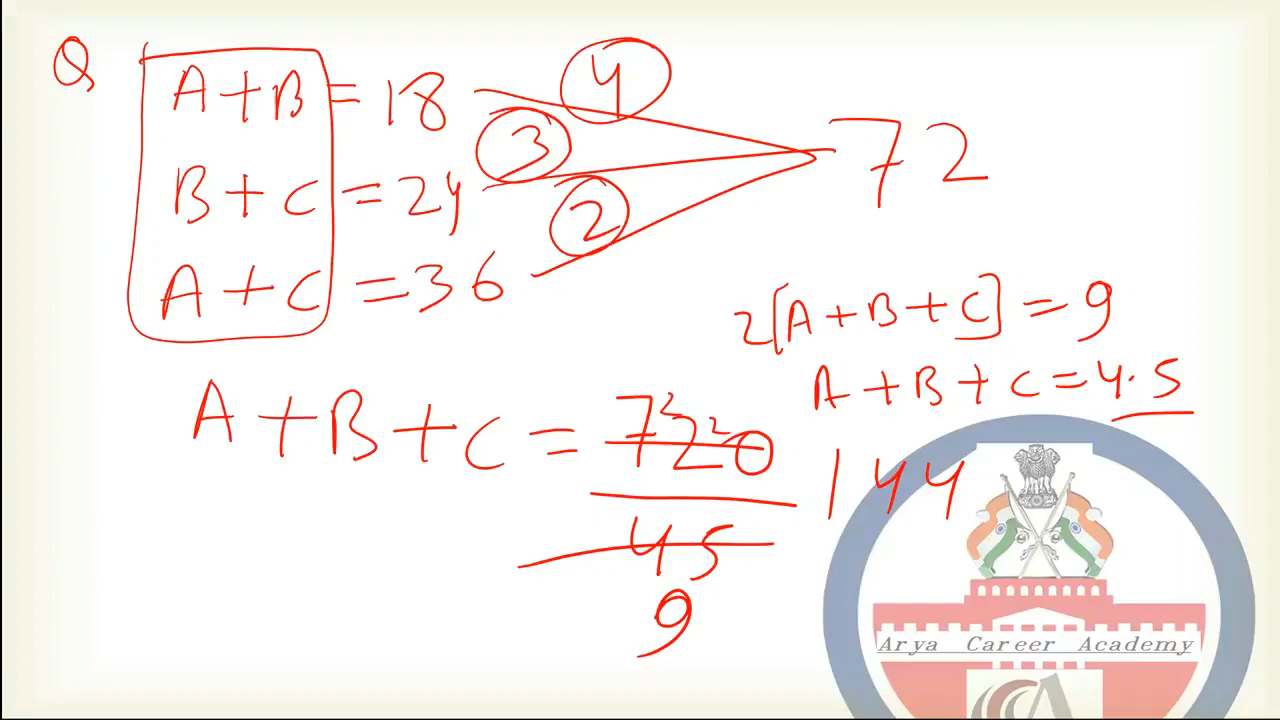 Q
A+B=18
B+C=24
A+C=36
4
3
2
72
2[A+B+C]=9
A+B+C=4.5
A+B+C=720
45
9
144
Arya Career Academy